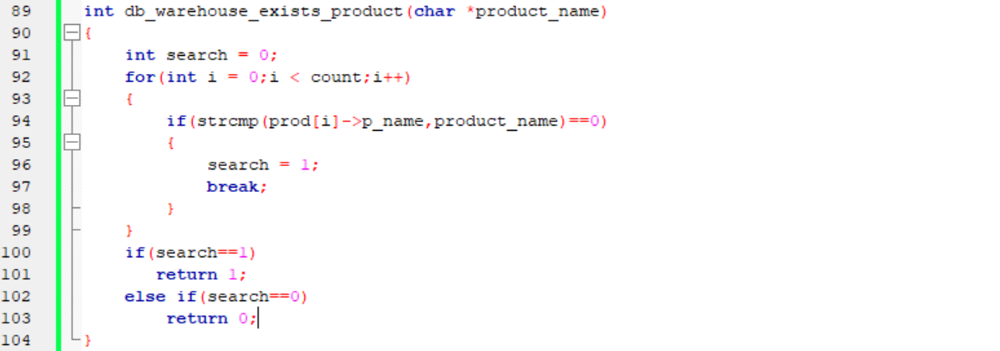 89 int db_warehouse_exists_product(char *product_name)
90 {
91     int search = 0;
92     for(int i = 0;i < count;i++)
93     {
94         if(strcmp(prod[i]->p_name,product_name)==0)
95         {
96             search = 1;
97             break;
98         }
99     }
100     if(search==1)
101        return 1;
102     else if(search==0)
103         return 0;
104 }